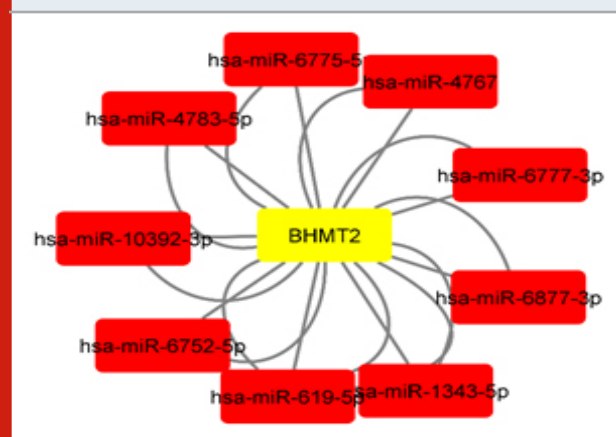 hsa-miR-6775-5
hsa-miR-4767
hsa-miR-4783-5p
hsa-miR-6777-3p
BHMT2
hsa-miR-10392-3p
hsa-miR-6877-3p
hsa-miR-6752-5p
hsa-miR-619-5p
sa-miR-1343-5p